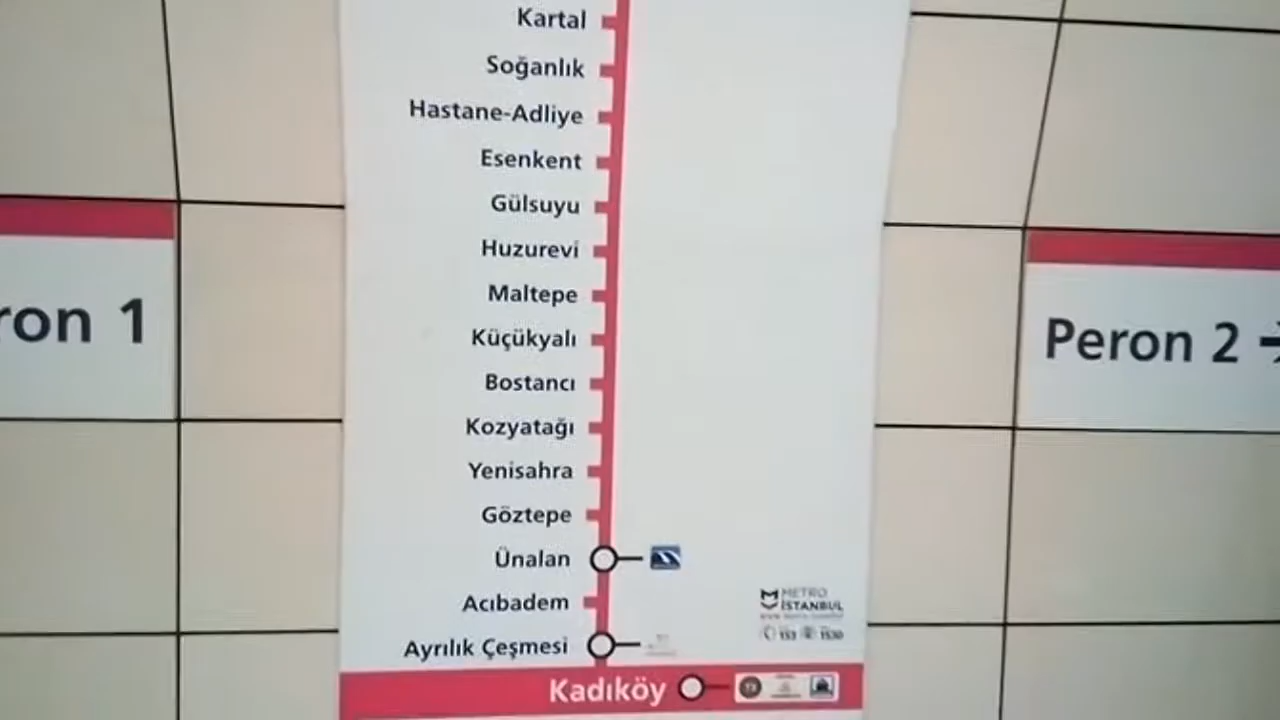 Kartal
Soğanlık
Hastane-Adliye
Esenkent
Gülsuyu
Huzurevi
Maltepe
Küçükyalı
Bostancı
Kozyatağı
Yenisahra
Göztepe
Ünalan
Acıbadem
Ayrılık Çeşmesi
Kadıköy
ron 1
Peron 2
METRO
İSTANBUL
153 1530